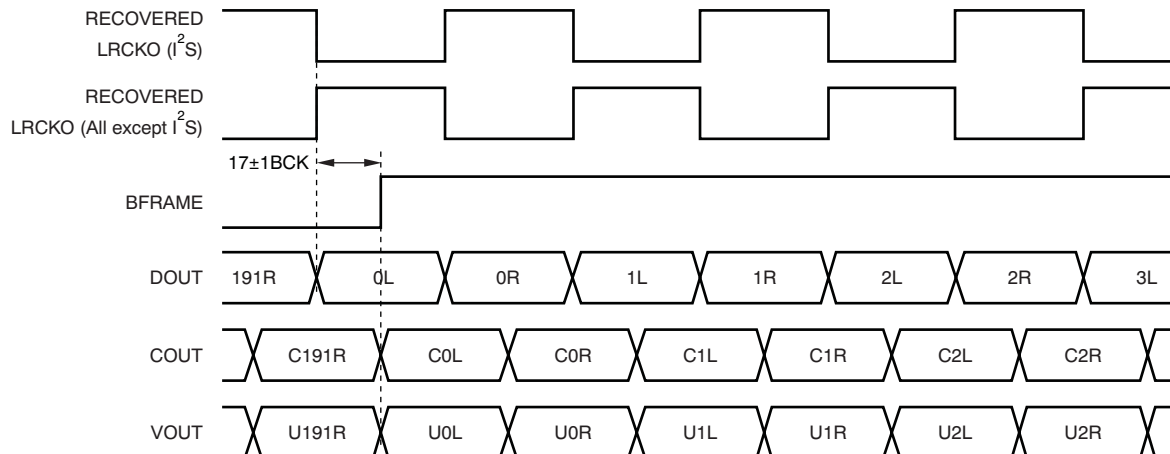 RECOVERED
LRCKO (I²S)
RECOVERED
LRCKO (All except I²S)
17±1BCK
BFRAME
DOUT 191R 0L 0R 1L 1R 2L 2R 3L
COUT C191R C0L C0R C1L C1R C2L C2R
VOUT U191R U0L U0R U1L U1R U2L U2R